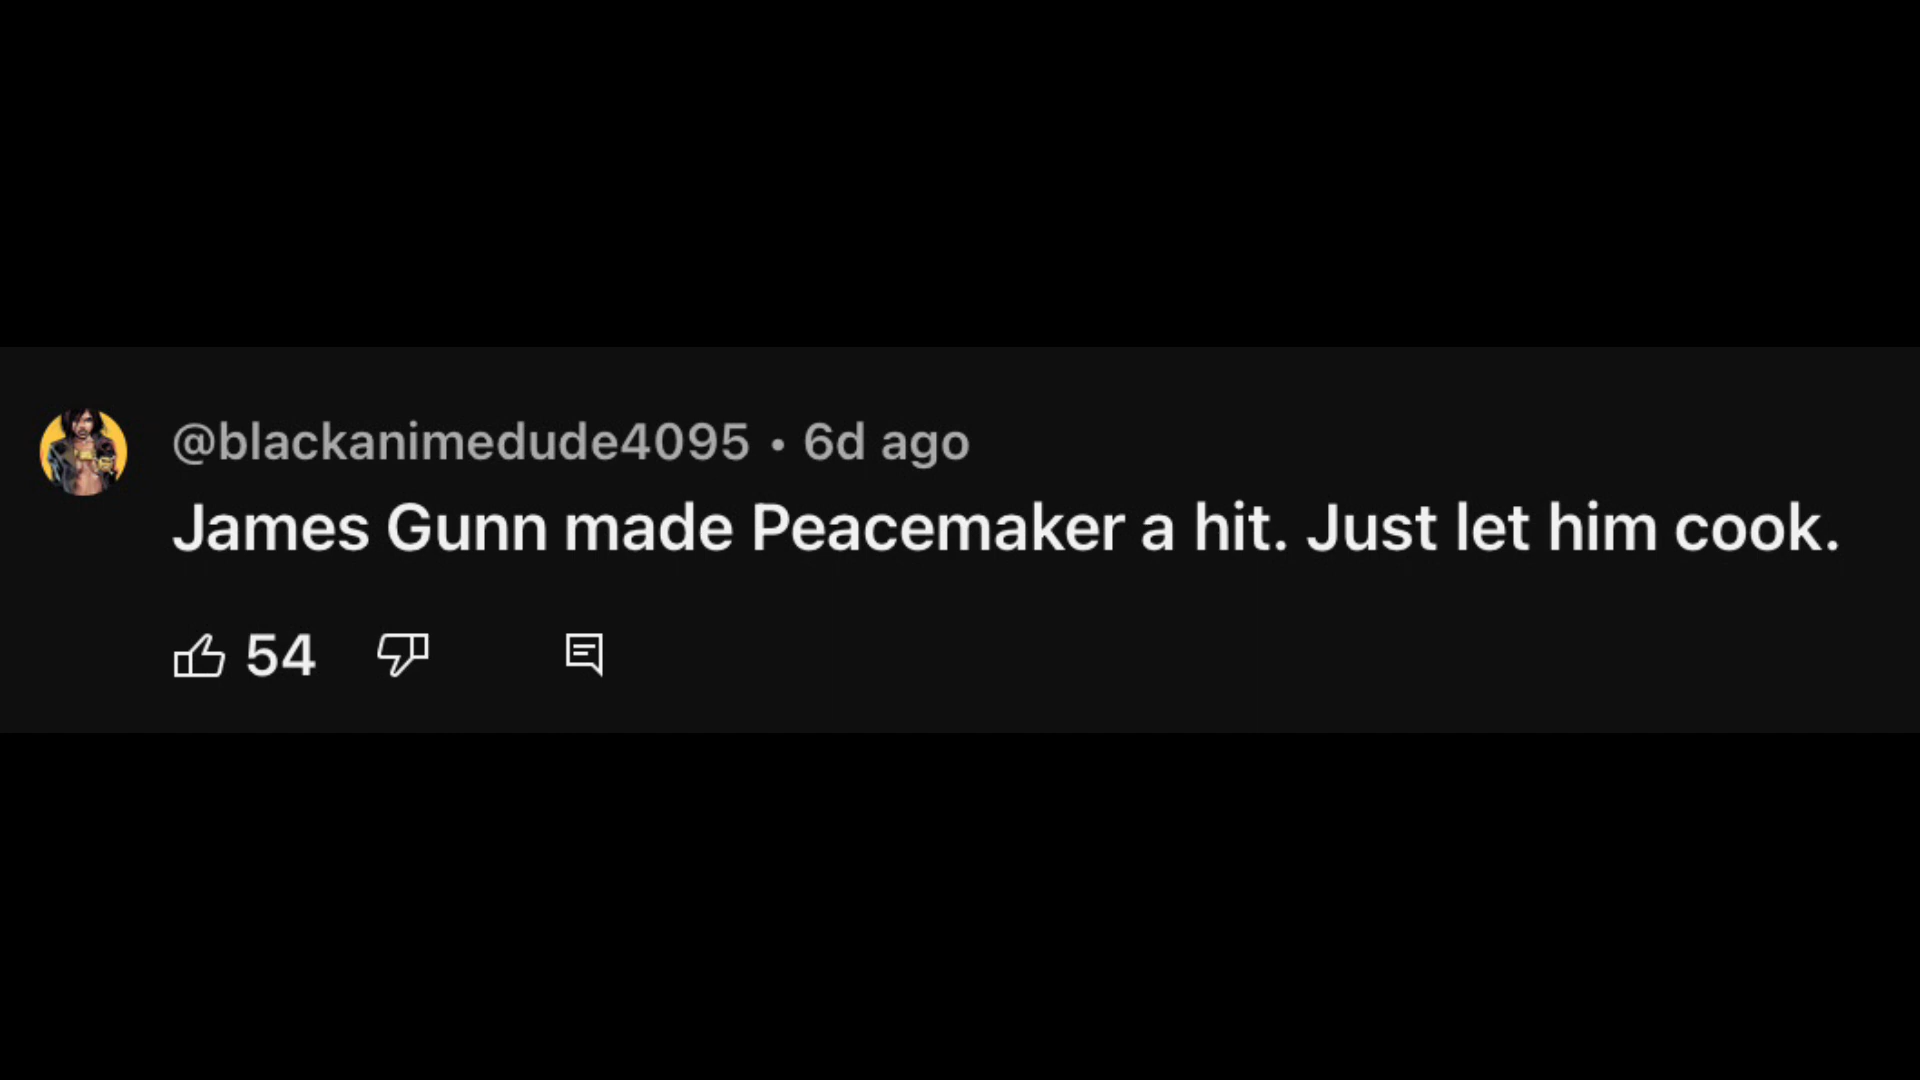 @blackanimedude4095 • 6d ago
James Gunn made Peacemaker a hit. Just let him cook.
54